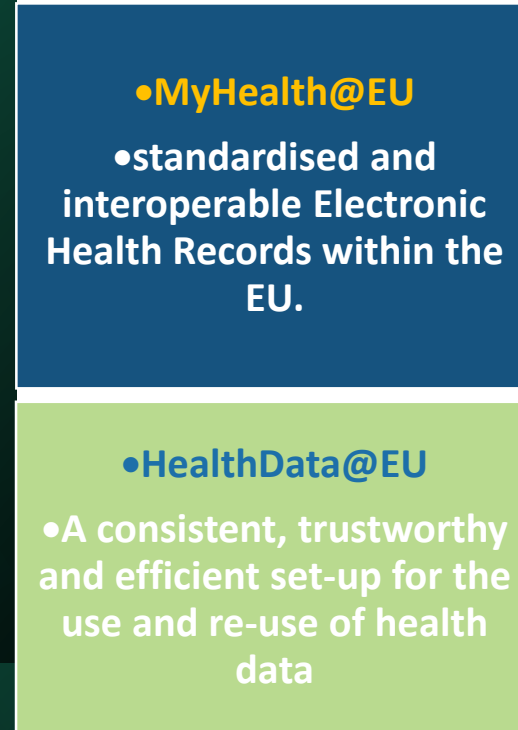 •MyHealth@EU
•standardised and
interoperable Electronic
Health Records within the
EU.
•HealthData@EU
•A consistent, trustworthy
and efficient set-up for the
use and re-use of health
data